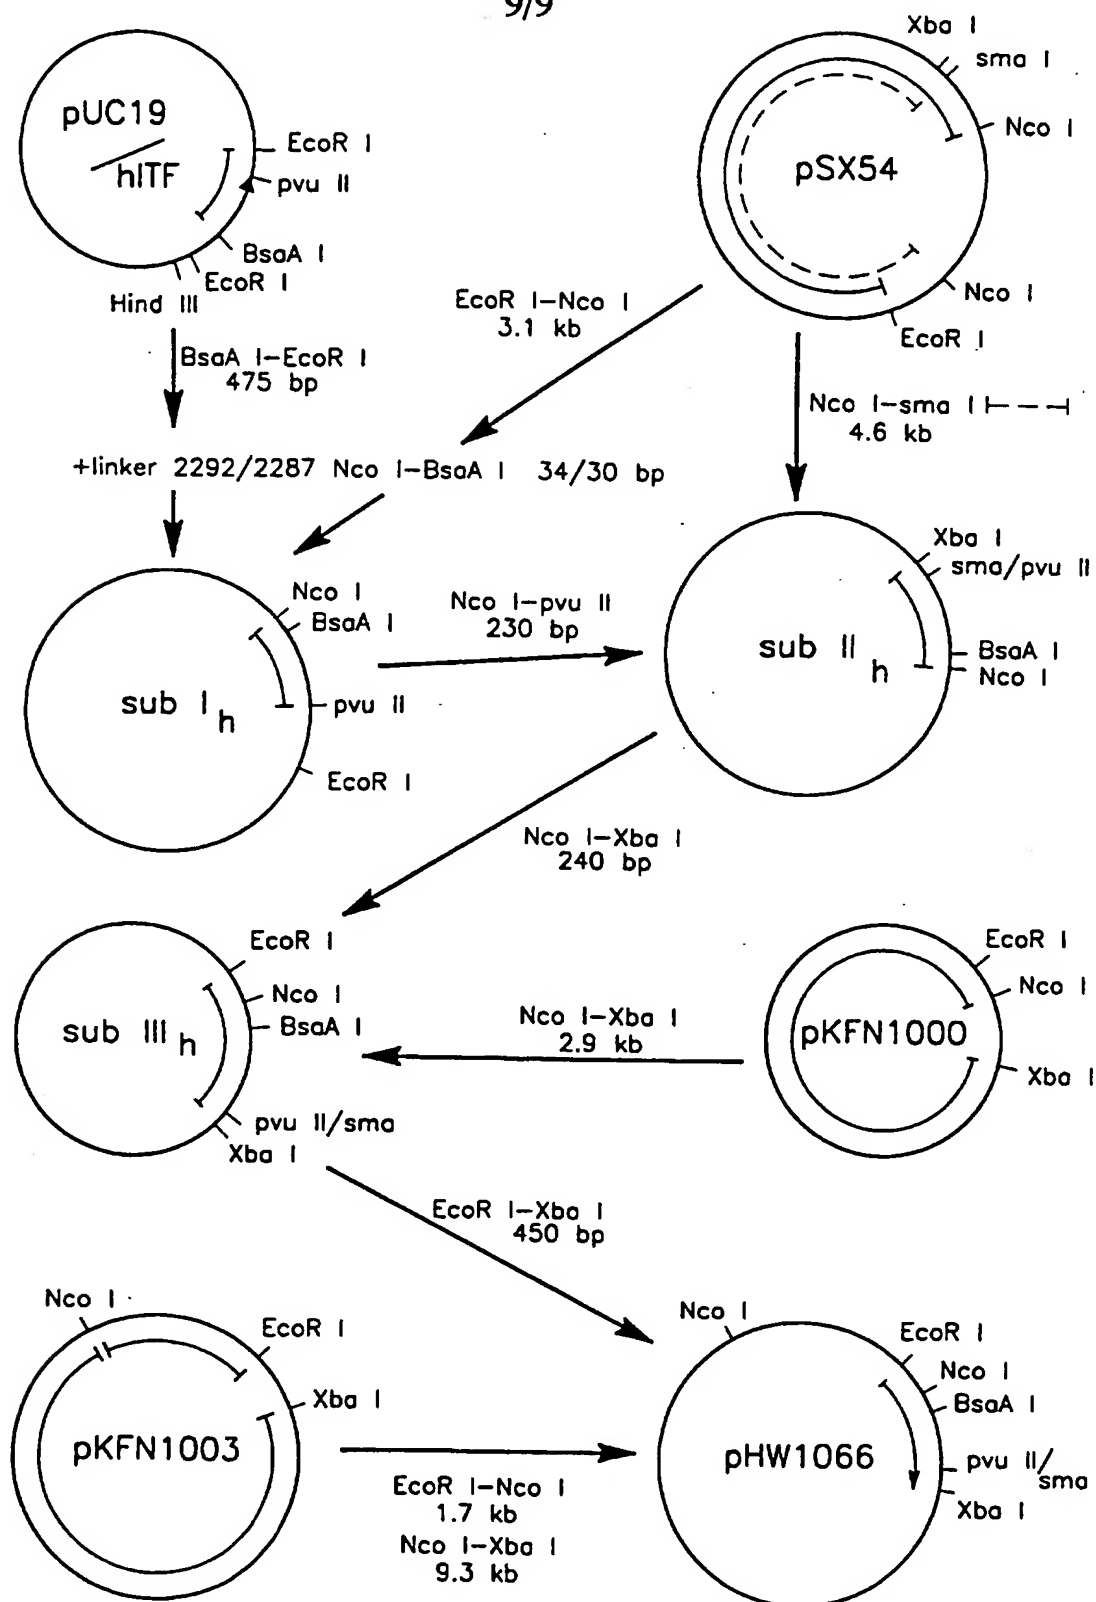 9/9
pUC19
hITF
EcoR I
pvu II
BsaA I
EcoR I
Hind III
Xba I
sma I
Nco I
pSX54
Nco I
EcoR I
BsaA I-EcoR I
475 bp
EcoR I-Nco I
3.1 kb
Nco I-sma I
4.6 kb
+linker 2292/2287 Nco I-BsaA I 34/30 bp
Nco I
BsaA I
sub I h
pvu II
EcoR I
Nco I-pvu II
230 bp
Xba I
sma/pvu II
sub II h
BsaA I
Nco I
Nco I-Xba I
240 bp
EcoR I
Nco I
BsaA I
sub III h
pvu II/sma
Xba I
Nco I-Xba I
2.9 kb
EcoR I
Nco I
pKFN1000
Xba I
EcoR I-Xba I
450 bp
Nco I
EcoR I
Xba I
pKFN1003
EcoR I-Nco I
1.7 kb
Nco I-Xba I
9.3 kb
Nco I
EcoR I
Nco I
BsaA I
pHW1066
pvu II/
sma
Xba I